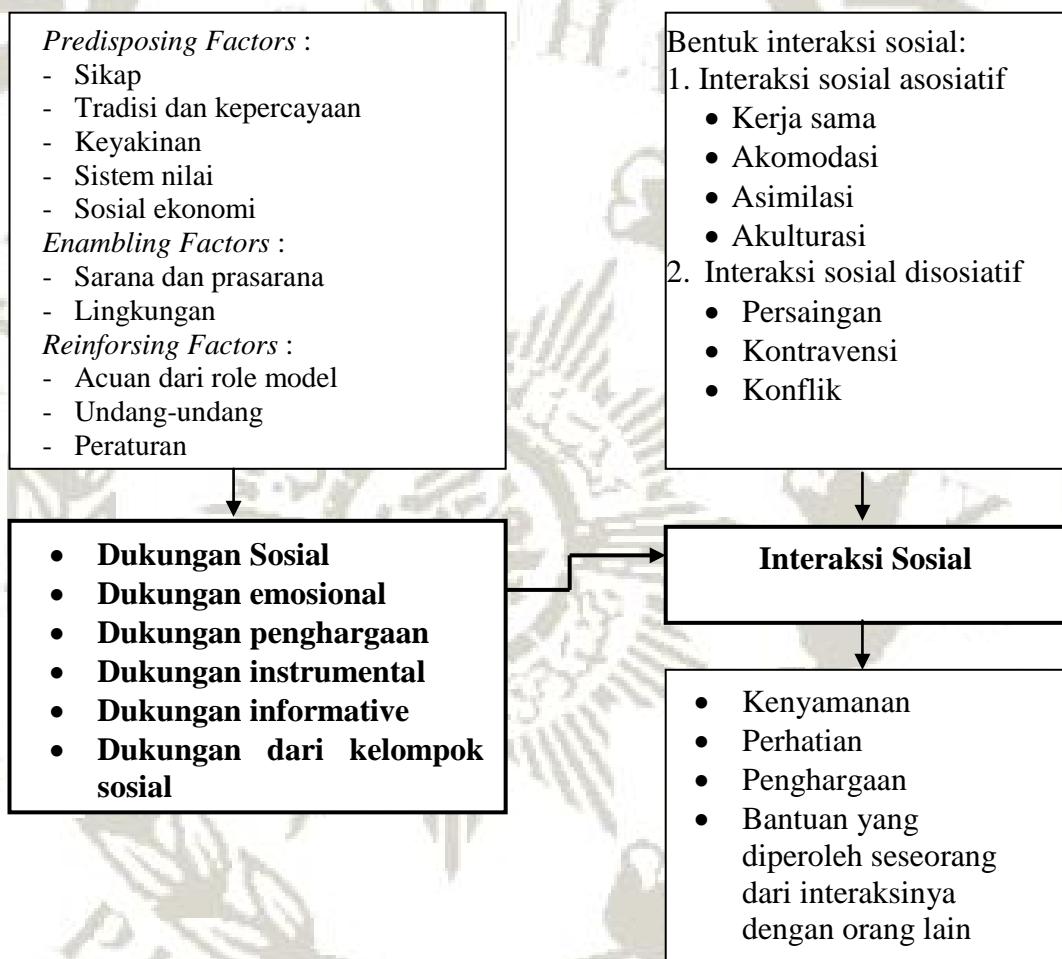 Predisposing Factors :
- Sikap
- Tradisi dan kepercayaan
- Keyakinan
- Sistem nilai
- Sosial ekonomi
Enambling Factors :
- Sarana dan prasarana
- Lingkungan
Reinforsing Factors :
- Acuan dari role model
- Undang-undang
- Peraturan
Bentuk interaksi sosial:
1. Interaksi sosial asosiatif
• Kerja sama
• Akomodasi
• Asimilasi
• Akulturasi
2. Interaksi sosial disosiatif
• Persaingan
• Kontravensi
• Konflik
• Dukungan Sosial
• Dukungan emosional
• Dukungan penghargaan
• Dukungan instrumental
• Dukungan informative
• Dukungan dari kelompok
sosial
Interaksi Sosial
• Kenyamanan
• Perhatian
• Penghargaan
• Bantuan yang
diperoleh seseorang
dari interaksinya
dengan orang lain